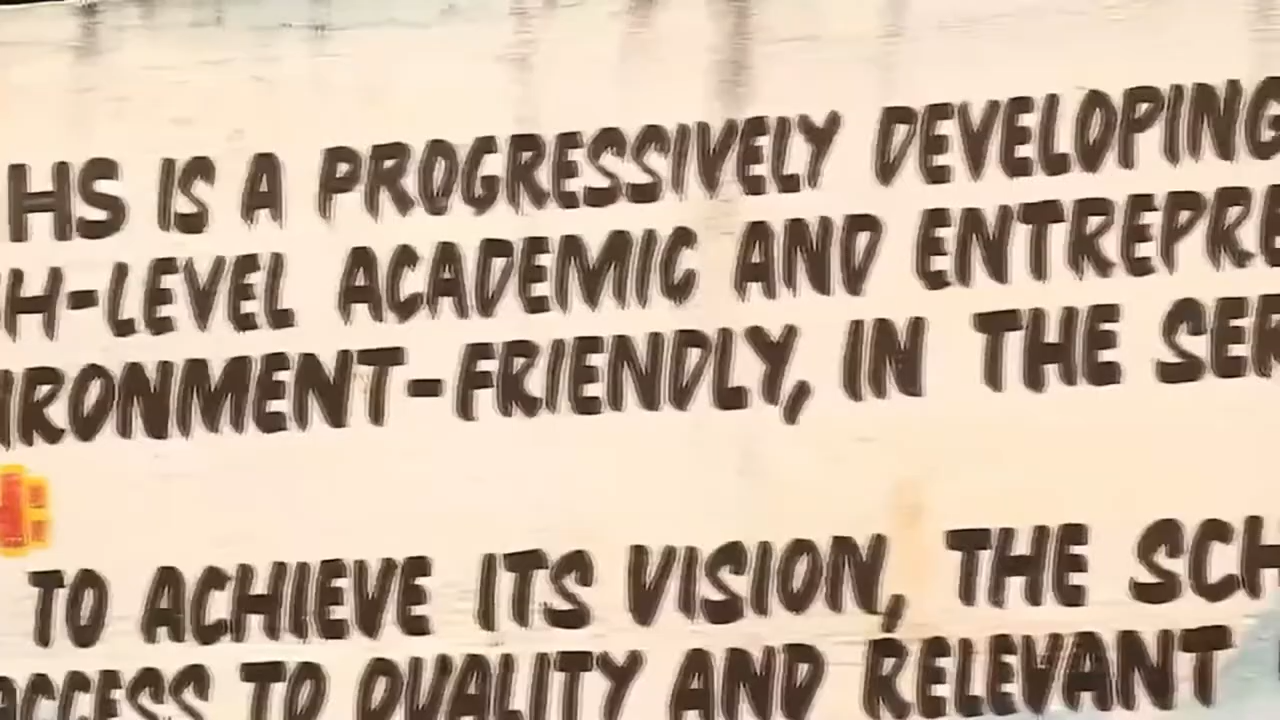 HS IS A PROGRESSIVELY DEVELOPING
H-LEVEL ACADEMIC AND ENTREPRE
IRONMENT-FRIENDLY, IN THE SER
TO ACHIEVE ITS VISION, THE SCH
ACCESS TO QUALITY AND RELEVANT